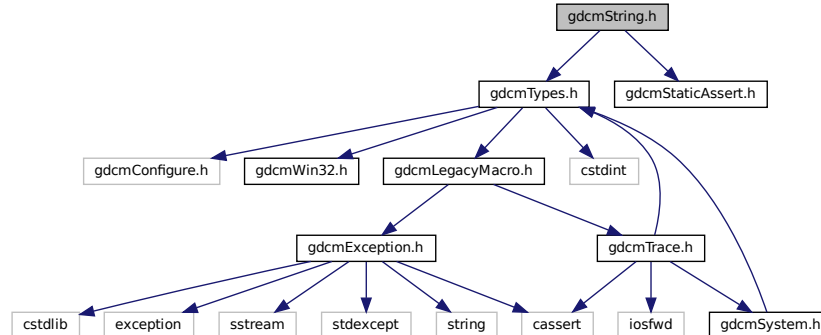 gdcmString.h
gdcmTypes.h
gdcmStaticAssert.h
gdcmConfigure.h
gdcmWin32.h
gdcmLegacyMacro.h
cstdint
gdcmException.h
gdcmTrace.h
cstdlib
exception
sstream
stdexcept
string
cassert
iosfwd
gdcmSystem.h